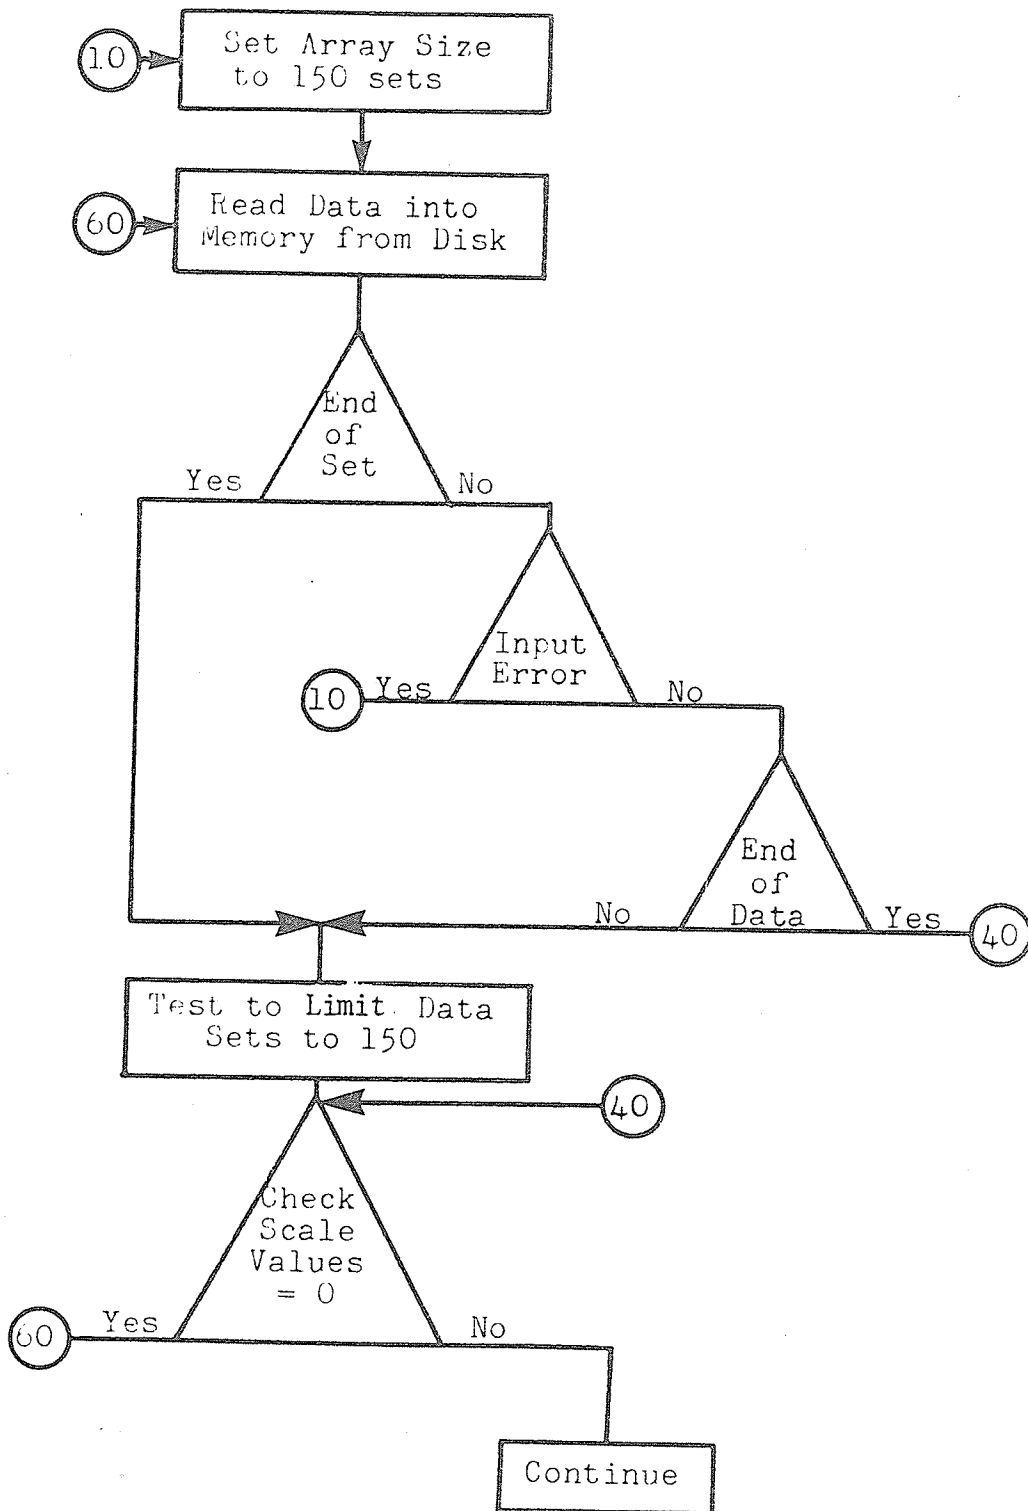 10
Set Array Size
to 150 sets
60
Read Data into
Memory from Disk
End
of
Set
Yes
No
Input
Error
10
Yes
No
End
of
Data
No
Yes
40
Test to Limit Data
Sets to 150
40
Check
Scale
Values
= 0
60
Yes
No
Continue